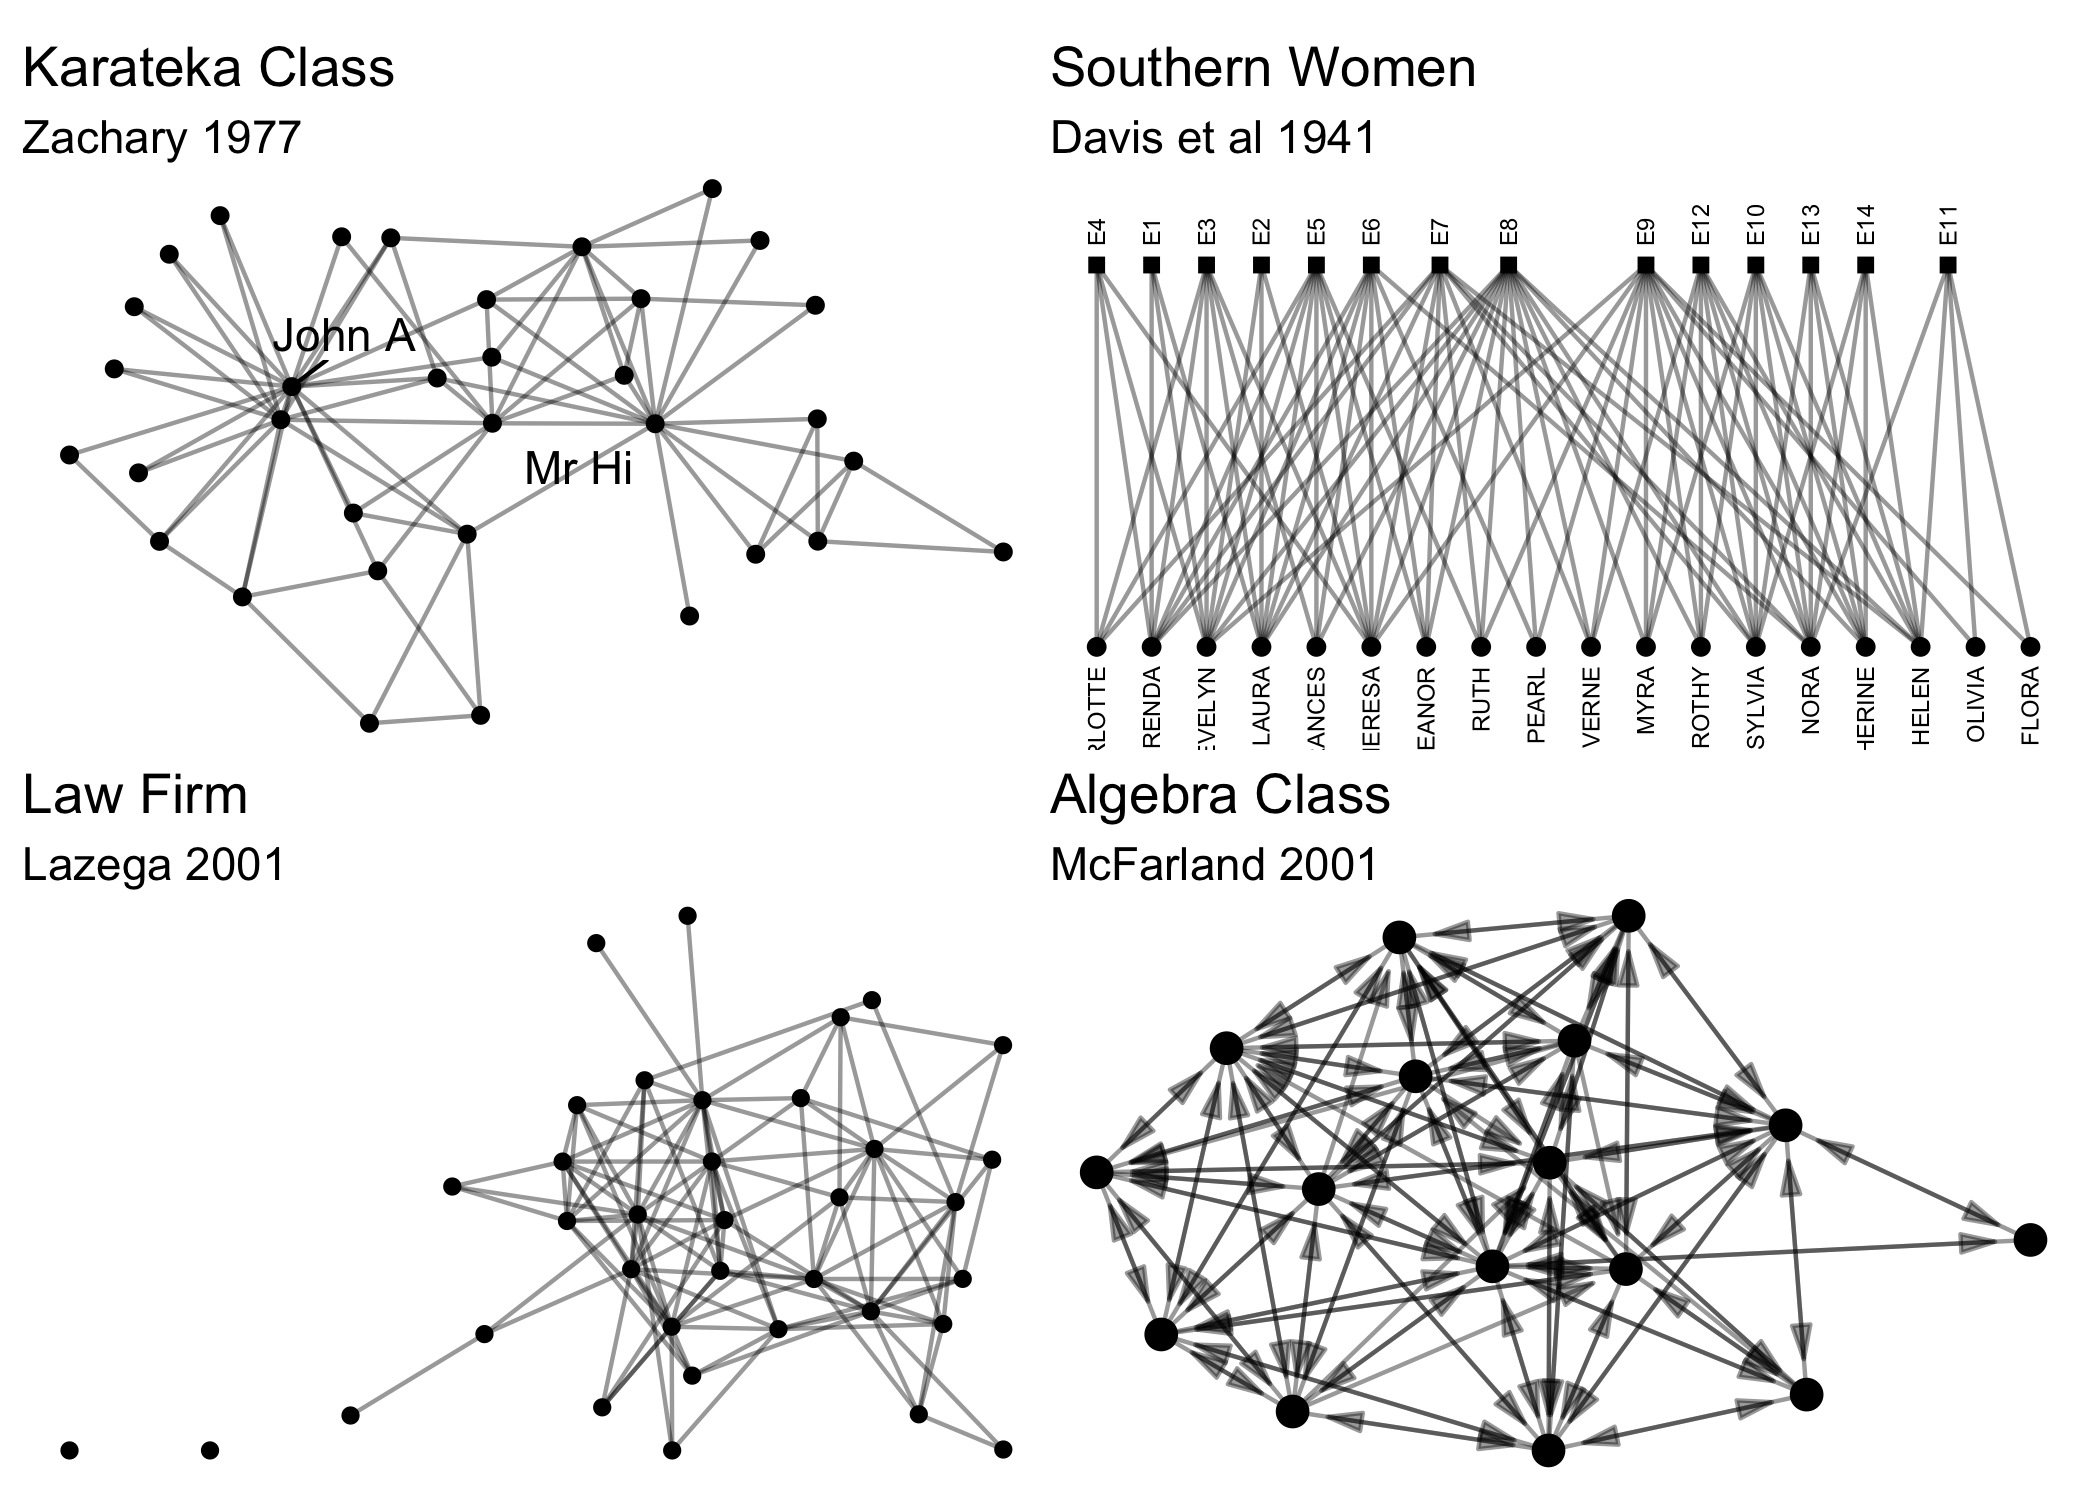 Karateka Class
Zachary 1977
John A
Mr Hi
Southern Women
Davis et al 1941
E4 E1 E3 E2 E5 E6 E7 E8 E9 E12 E10 E13 E14 E11
RLOTTE RENDA EVELYN LAURA ANCES IERESA EANOR RUTH PEARL VERNE MYRA ROTHY SYLVIA NORA HERINE HELEN OLIVIA FLORA
Law Firm
Lazega 2001
Algebra Class
McFarland 2001